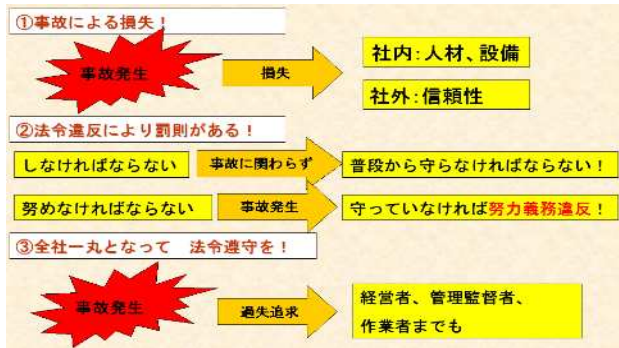 ①事故による損失！
事故発生
損失
社内：人材、設備
社外：信頼性
②法令違反により罰則がある！
しなければならない
事故に関わらず
普段から守らなければならない！
努めなければならない
事故発生
守っていなければ努力義務違反！
③全社一丸となって　法令遵守を！
事故発生
過失追求
経営者、管理監督者、
作業者までも